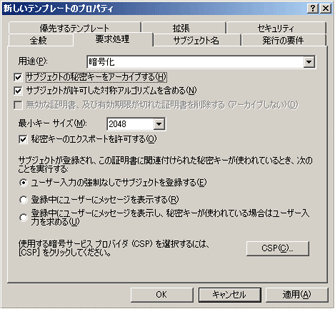 新しいテンプレートのプロパティ
優先するテンプレート 拡張 セキュリティ
全般 要求処理 サブジェクト名 発行の要件
用途(P): 暗号化
サブジェクトの秘密キーをアーカイブする(H)
サブジェクトが許可した対称アルゴリズムを含める(N)
無効な証明書、及び有効期限が切れた証明書を削除する (アーカイブしない)(D)
最小キー サイズ(M): 2048
秘密キーのエクスポートを許可する(O)
サブジェクトが登録され、この証明書に関連付けられた秘密キーが使われているとき、次の
ことを実行する:
ユーザー入力の強制なしでサブジェクトを登録する(E)
登録中にユーザーにメッセージを表示する(R)
登録中にユーザーにメッセージを表示し、秘密キーが使われている場合はユーザー入
力を求める(U)
使用する暗号サービス プロバイダ (CSP) を選択するには、
[CSP] をクリックしてください。
CSP(C)...
OK キャンセル 適用(A)